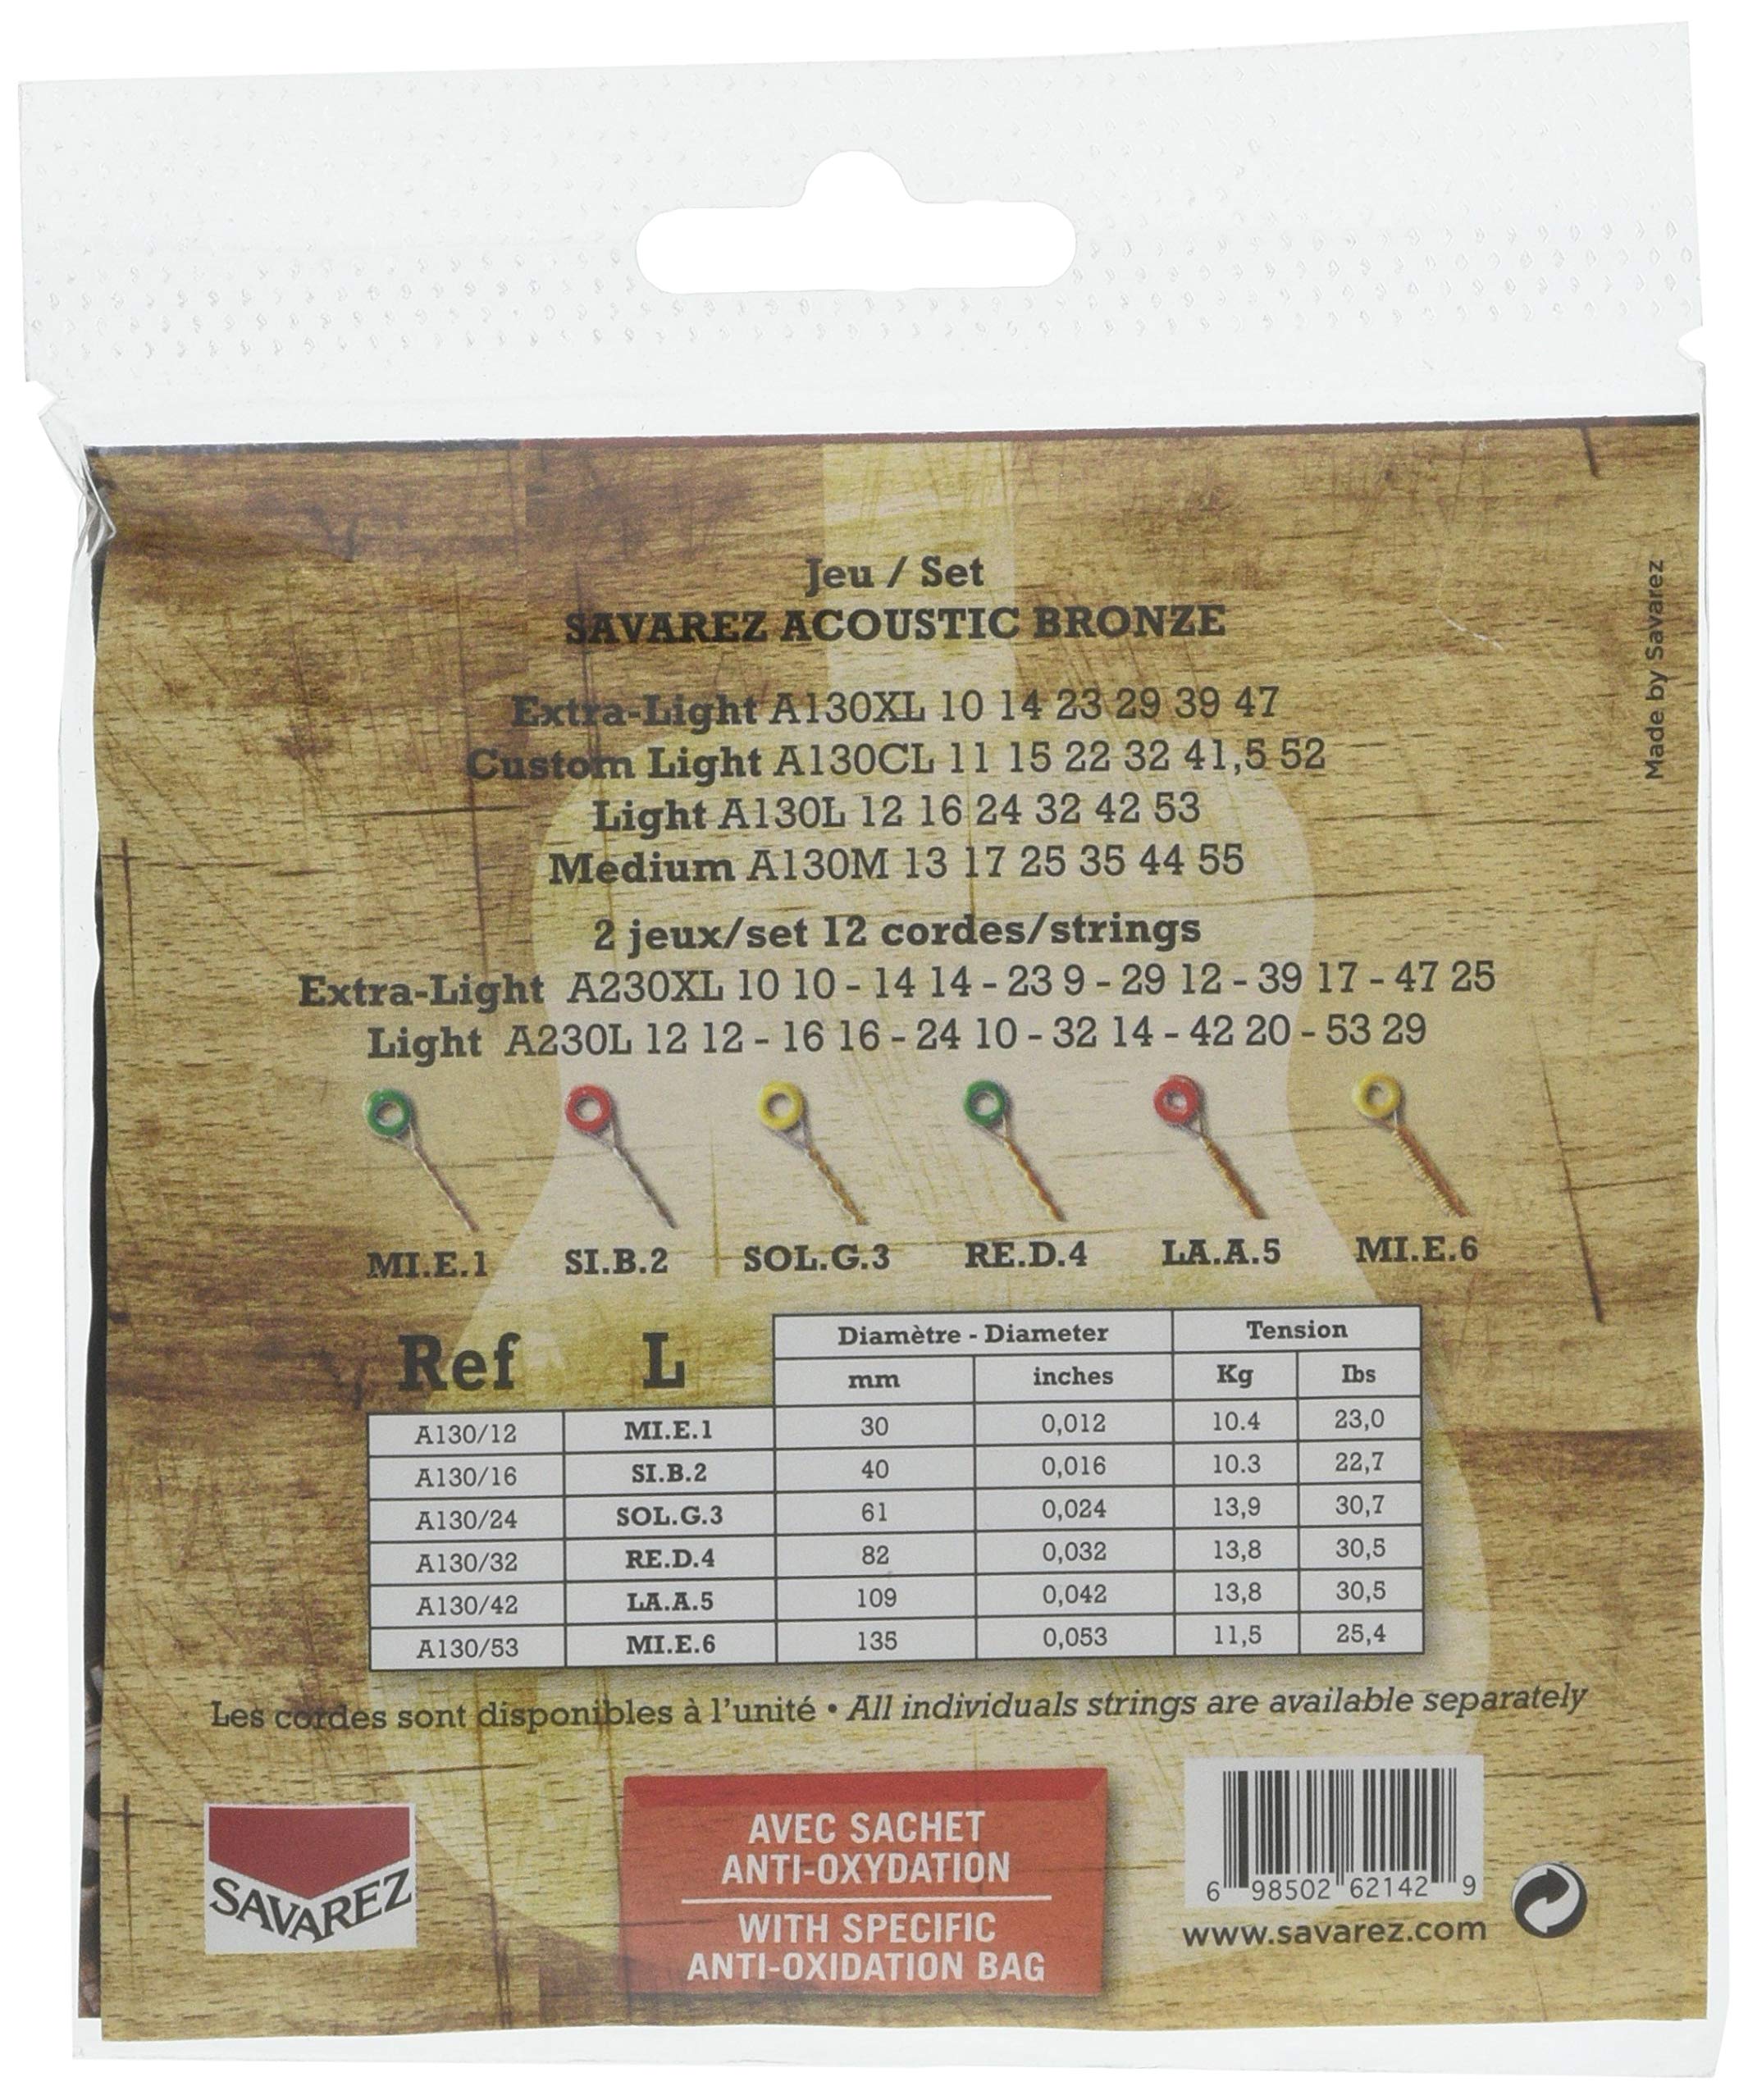 Jeu / Set
SAVAREZ ACOUSTIC BRONZE
Extra-Light A130XL 10 14 23 29 39 47
Custom Light A130CL 11 15 22 32 41,5 52
Light A130L 12 16 24 32 42 53
Medium A130M 13 17 25 35 44 55
2 jeux/set 12 cordes/strings
Extra-Light A230XL 10 10 - 14 14 - 23 9 - 29 12 - 39 17 - 47 25
Light A230L 12 12 - 16 16 - 24 10 - 32 14 - 42 20 - 53 29
Made by Savarez
MI.E.1 SI.B.2 SOL.G.3 RE.D.4 LA.A.5 MI.E.6
Ref L Diamètre - Diameter Tension
mm inches Kg lbs
A130/12 MI.E.1 30 0,012 10.4 23,0
A130/16 SI.B.2 40 0,016 10.3 22,7
A130/24 SOL.G.3 61 0,024 13,9 30,7
A130/32 RE.D.4 82 0,032 13,8 30,5
A130/42 LA.A.5 109 0,042 13,8 30,5
A130/53 MI.E.6 135 0,053 11,5 25,4
Les cordes sont disponibles à l'unité • All individuals strings are available separately
SAVAREZ
AVEC SACHET
ANTI-OXYDATION
WITH SPECIFIC
ANTI-OXIDATION BAG
6 98502 62142 9
www.savarez.com